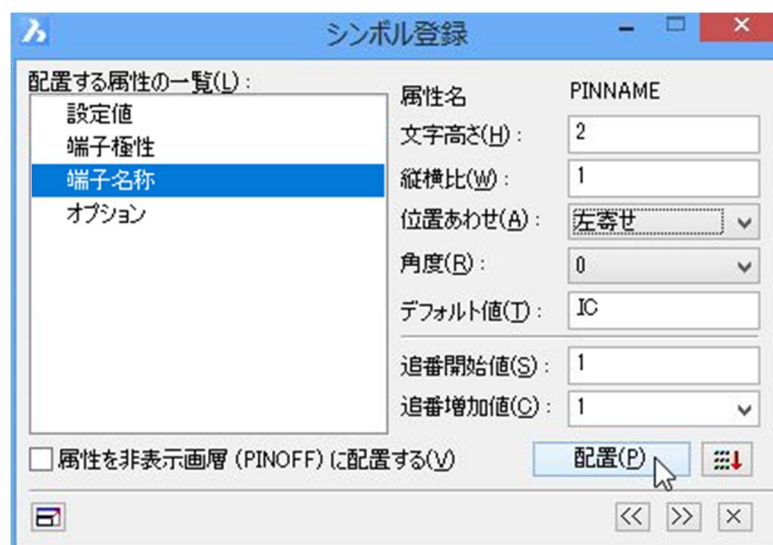 シンボル登録
配置する属性の一覧(L) :
設定値
端子極性
端子名称
オプション
属性名 PINNAME
文字高さ(H) : 2
縦横比(W) : 1
位置あわせ(A) : 左寄せ
角度(R) : 0
デフォルト値(T) : IC
追番開始値(S) : 1
追番増加値(C) : 1
属性を非表示画層 (PINOFF) に配置する(V) 配置(P)